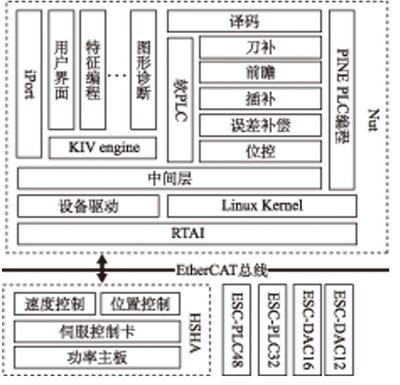 iPort
用户界面
特征编程
...
图形诊断
KIV engine
软PLC
译码
刀补
前瞻
插补
误差补偿
位控
PINE PLC编程
Nut
中间层
设备驱动
Linux Kernel
RTAI
EtherCAT总线
速度控制
位置控制
伺服控制卡
功率主板
HSHA
ESC-PLC48
ESC-PLC32
ESC-DAC16
ESC-DAC12